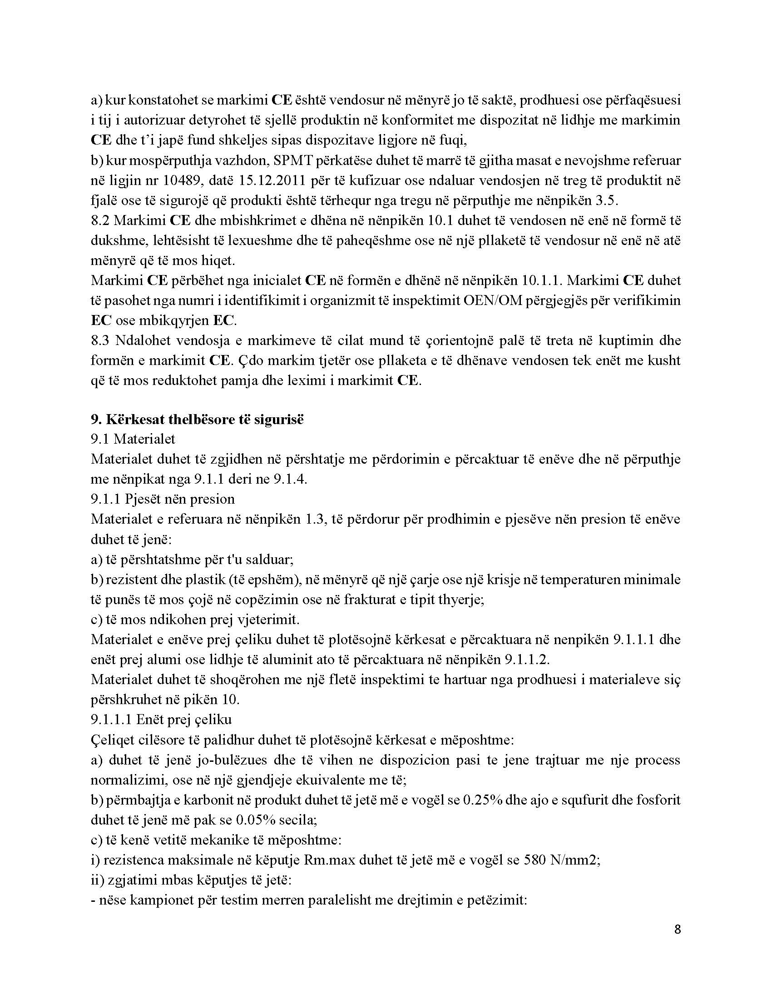 a) kur konstatohet se markimi CE është vendosur në mënyrë jo të saktë, prodhuesi ose përfaqësuesi
i tij i autorizuar detyrohet të sjellë produktin në konformitet me dispozitat në lidhje me markimin
CE dhe t’i japë fund shkeljes sipas dispozitave ligjore në fuqi,
b) kur mospërputhja vazhdon, SPMT përkatëse duhet të marrë të gjitha masat e nevojshme referuar
në ligjin nr 10489, datë 15.12.2011 për të kufizuar ose ndaluar vendosjen në treg të produktit në
fjalë ose të sigurojë që produkti është tërhequr nga tregu në përputhje me nënpikën 3.5.
8.2 Markimi CE dhe mbishkrimet e dhëna në nënpikën 10.1 duhet të vendosen në enë në formë të
dukshme, lehtësisht të lexueshme dhe të paheqëshme ose në një pllaketë të vendosur në enë në atë
mënyrë që të mos hiqet.
Markimi CE përbëhet nga inicialet CE në formën e dhënë në nënpikën 10.1.1. Markimi CE duhet
të pasohet nga numri i identifikimit i organizmit të inspektimit OEN/OM përgjegjës për verifikimin
EC ose mbikqyrjen EC.
8.3 Ndalohet vendosja e markimeve të cilat mund të çorientojnë palë të treta në kuptimin dhe
formën e markimit CE. Çdo markim tjetër ose pllaketa e të dhënave vendosen tek enët me kusht
që të mos reduktohet pamja dhe leximi i markimit CE.
9. Kërkesat thelbësore të sigurisë
9.1 Materialet
Materialet duhet të zgjidhen në përshtatje me përdorimin e përcaktuar të enëve dhe në përputhje
me nënpikat nga 9.1.1 deri ne 9.1.4.
9.1.1 Pjesët nën presion
Materialet e referuara në nënpikën 1.3, të përdorur për prodhimin e pjesëve nën presion të enëve
duhet të jenë:
a) të përshtatshme për t'u salduar;
b) rezistent dhe plastik (të epshëm), në mënyrë që një çarje ose një krisje në temperaturen minimale
të punës të mos çojë në copëzimin ose në frakturat e tipit thyerje;
c) të mos ndikohen prej vjeterimit.
Materialet e enëve prej çeliku duhet të plotësojnë kërkesat e përcaktuara në nenpikën 9.1.1.1 dhe
enët prej alumi ose lidhje të aluminit ato të përcaktuara në nënpikën 9.1.1.2.
Materialet duhet të shoqërohen me një fletë inspektimi te hartuar nga prodhuesi i materialeve siç
përshkruhet në pikën 10.
9.1.1.1 Enët prej çeliku
Çeliqet cilësore të palidhur duhet të plotësojnë kërkesat e mëposhtme:
a) duhet të jenë jo-bulëzues dhe të vihen ne dispozicion pasi te jene trajtuar me nje process
normalizimi, ose në një gjendjeje ekuivalente me të;
b) përmbajtja e karbonit në produkt duhet të jetë më e vogël se 0.25% dhe ajo e squfurit dhe fosforit
duhet të jenë më pak se 0.05% secila;
c) të kenë vetitë mekanike të mëposhtme:
i) rezistenca maksimale në këputje Rm.max duhet të jetë më e vogël se 580 N/mm2;
ii) zgjatimi mbas këputjes të jetë:
- nëse kampionet për testim merren paralelisht me drejtimin e petëzimit:
8